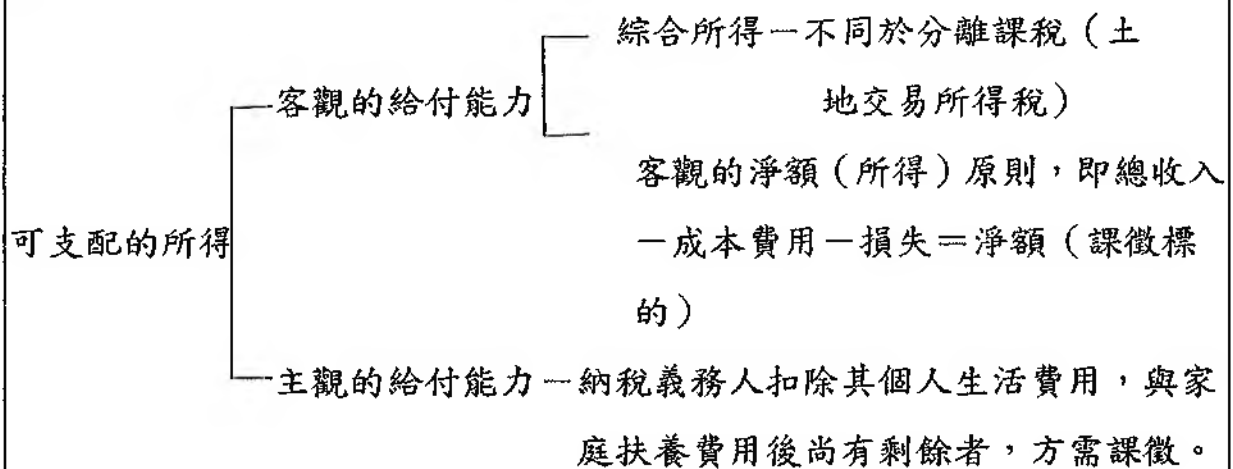 綜合所得－不同於分離課稅（土
地交易所得稅）
客觀的給付能力
客觀的淨額（所得）原則，即總收入
－成本費用－損失＝淨額（課徵標
的）
可支配的所得
主觀的給付能力－納稅義務人扣除其個人生活費用，與家
庭扶養費用後尚有剩餘者，方需課徵。